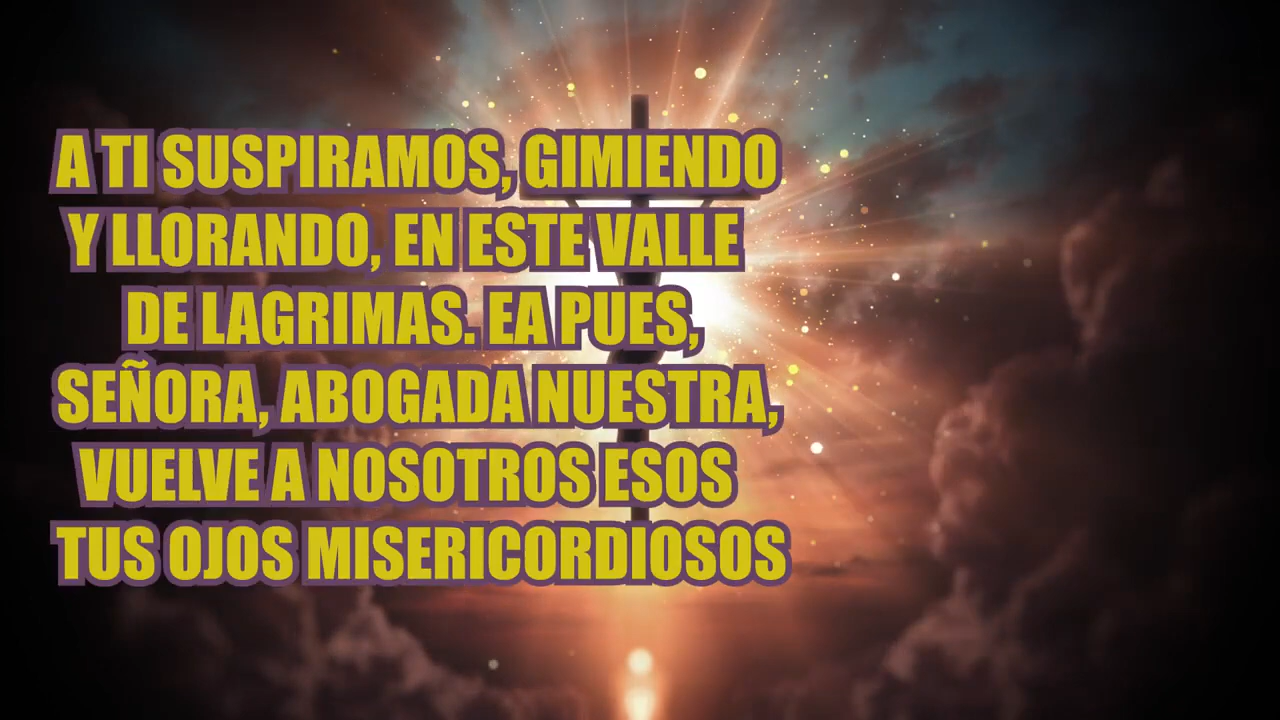 A TI SUSPIRAMOS, GIMIENDO
Y LLORANDO, EN ESTE VALLE
DE LAGRIMAS. EA PUES,
SEÑORA, ABOGADA NUESTRA,
VUELVE A NOSOTROS ESOS
TUS OJOS MISERICORDIOSOS